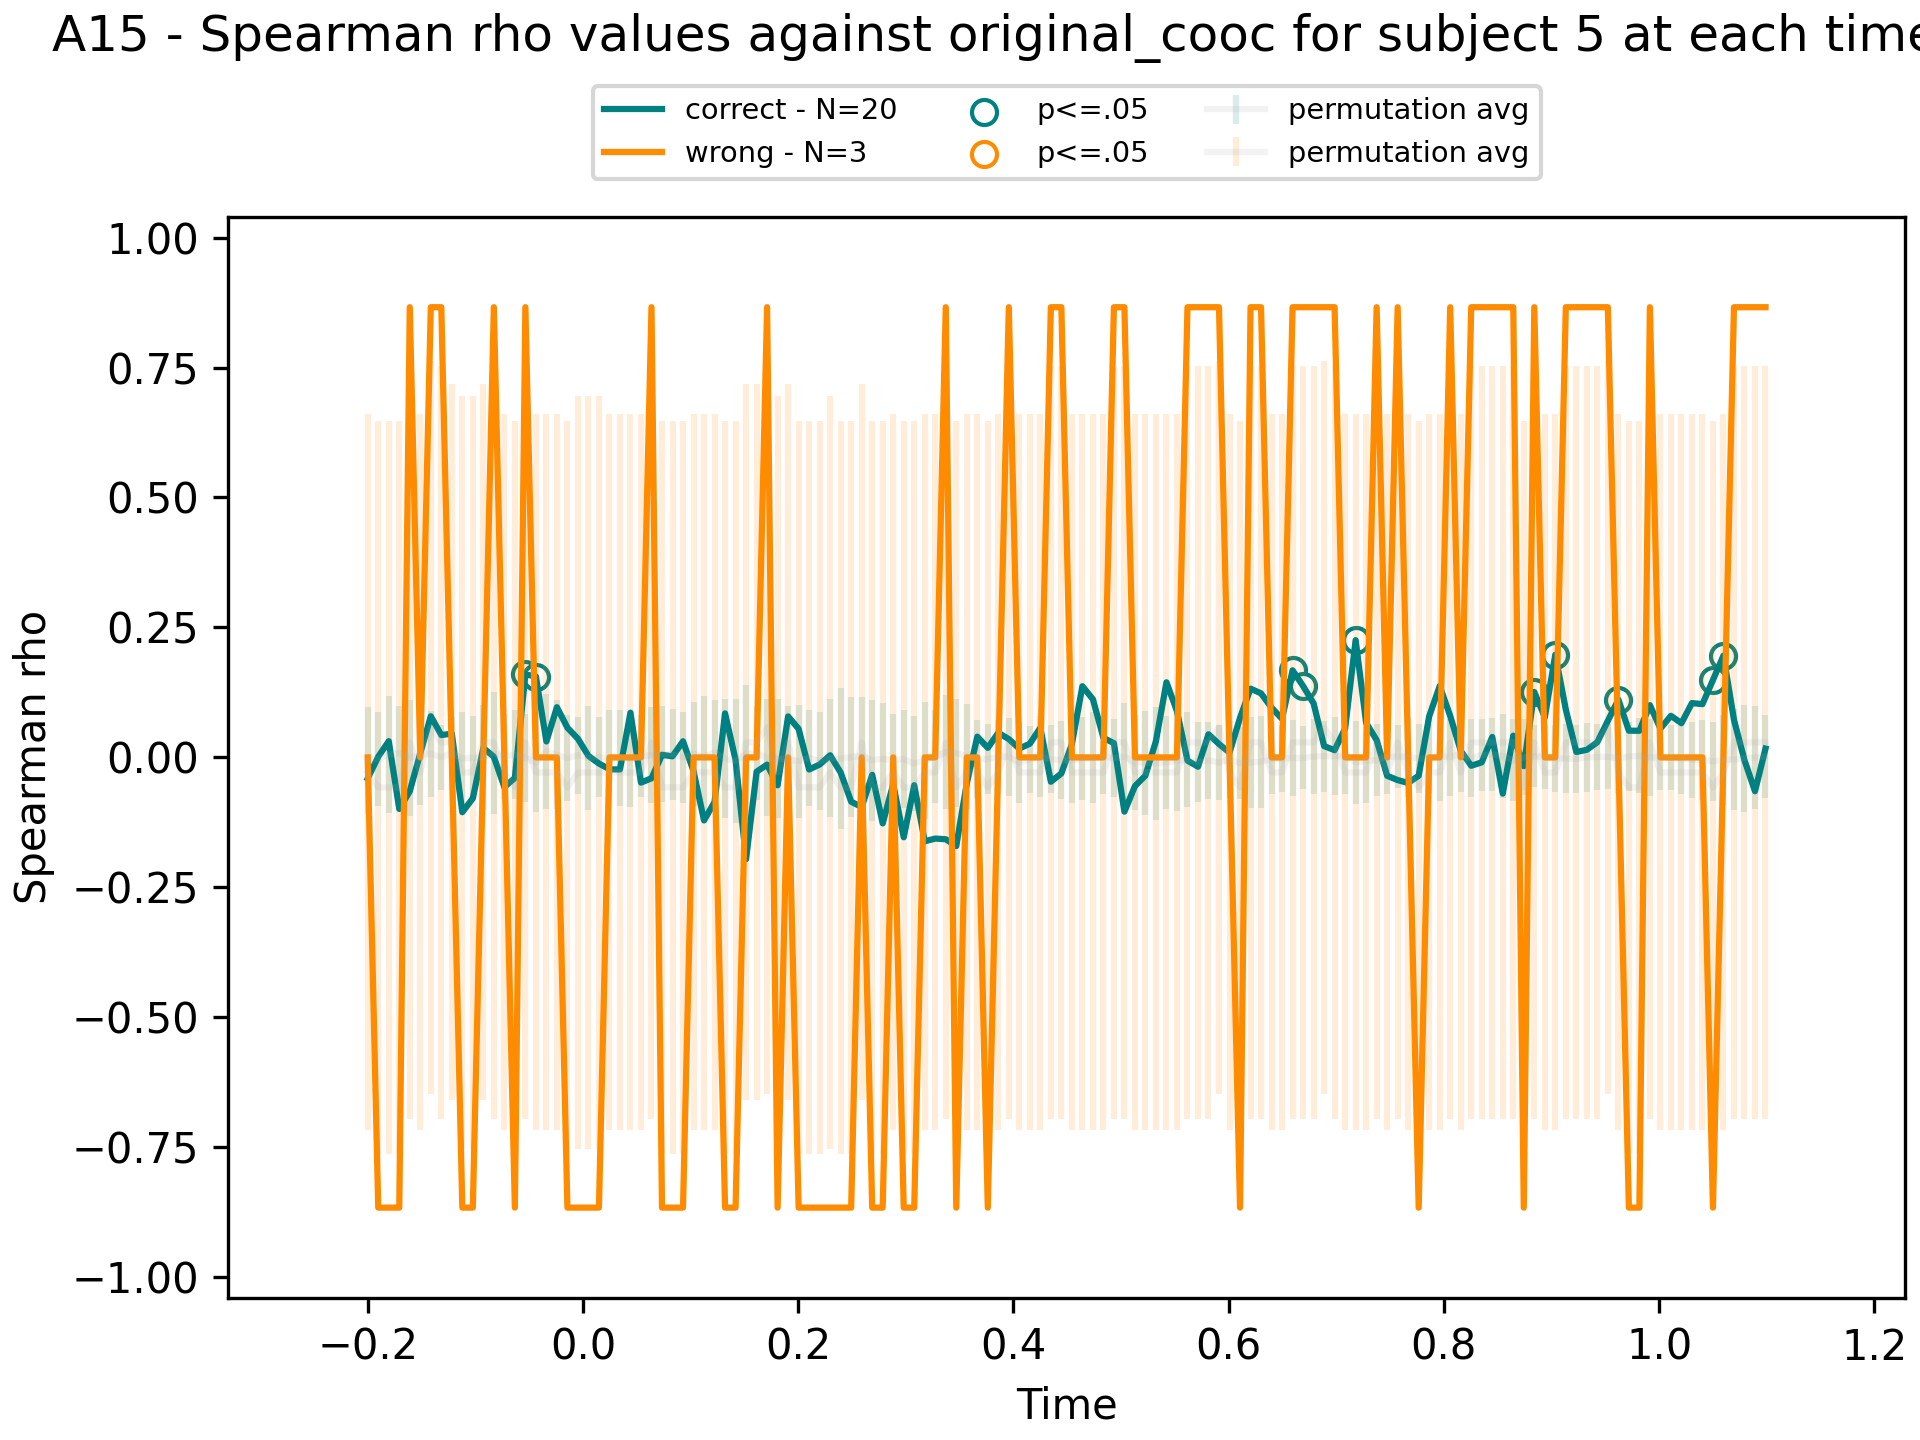 A15 - Spearman rho values against original_cooc for subject 5 at each time
correct - N=20 p<=.05 permutation avg
wrong - N=3 p<=.05 permutation avg
1.00
0.75
0.50
0.25
0.00
−0.25
−0.50
−0.75
−1.00
Spearman rho
−0.2 0.0 0.2 0.4 0.6 0.8 1.0 1.2
Time